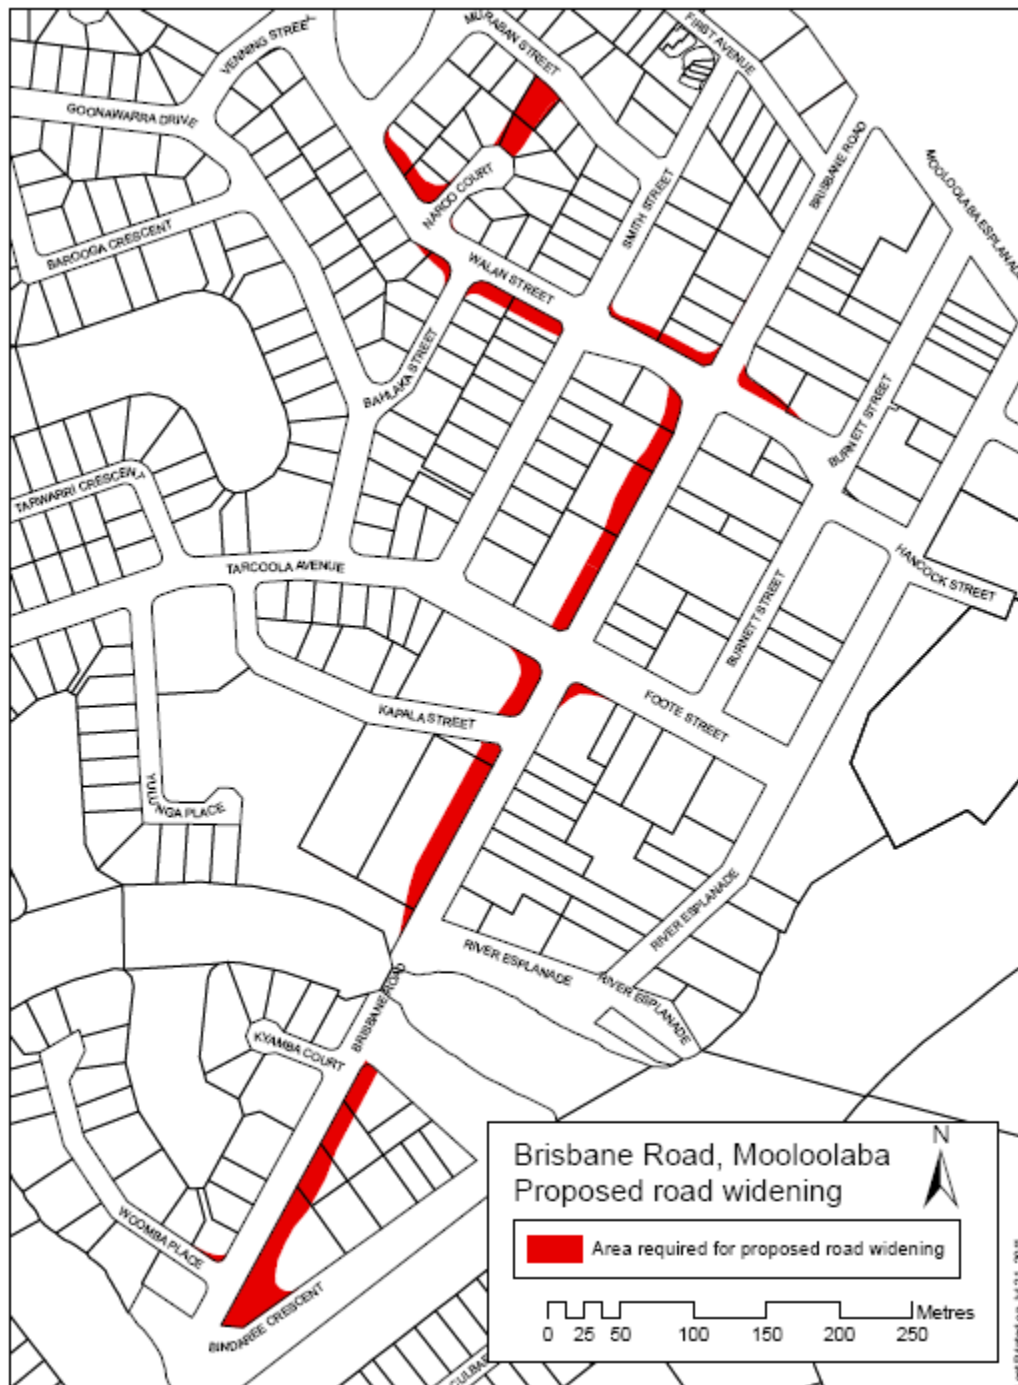 VENNING STREET
MURRABAN STREET
FIRST AVENUE
GOONAWARRA DRIVE
BRISBANE ROAD
MOOLOOLABA ESPLANADE
NAROO COURT
SMITH STREET
BAROOGA CRESCENT
WALAN STREET
BAHLAKA STREET
BURNETT STREET
TARWARRI CRESCENT
TARCOOLA AVENUE
HANCOCK STREET
BURNETT STREET
KAPALA STREET
FOOTE STREET
YULUNGA PLACE
RIVER ESPLANADE
RIVER ESPLANADE
RIVER ESPLANADE
BRISBANE ROAD
KYAMBA COURT
WOOMBA PLACE
BINDAREE CRESCENT
N
Brisbane Road, Mooloolaba
Proposed road widening
Area required for proposed road widening
Metres
0 25 50 100 150 200 250